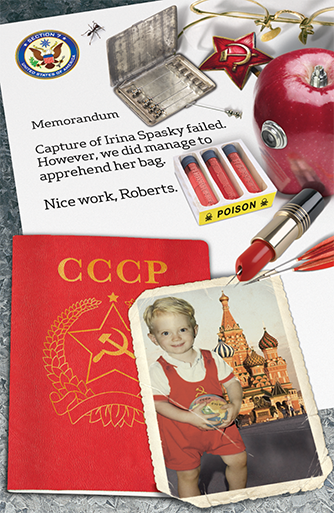 SECTION 7
UNITED STATES OF AMERICA
Memorandum
Capture of Irina Spasky failed.
However, we did manage to
apprehend her bag.
Nice work, Roberts.
POISON
CCCP